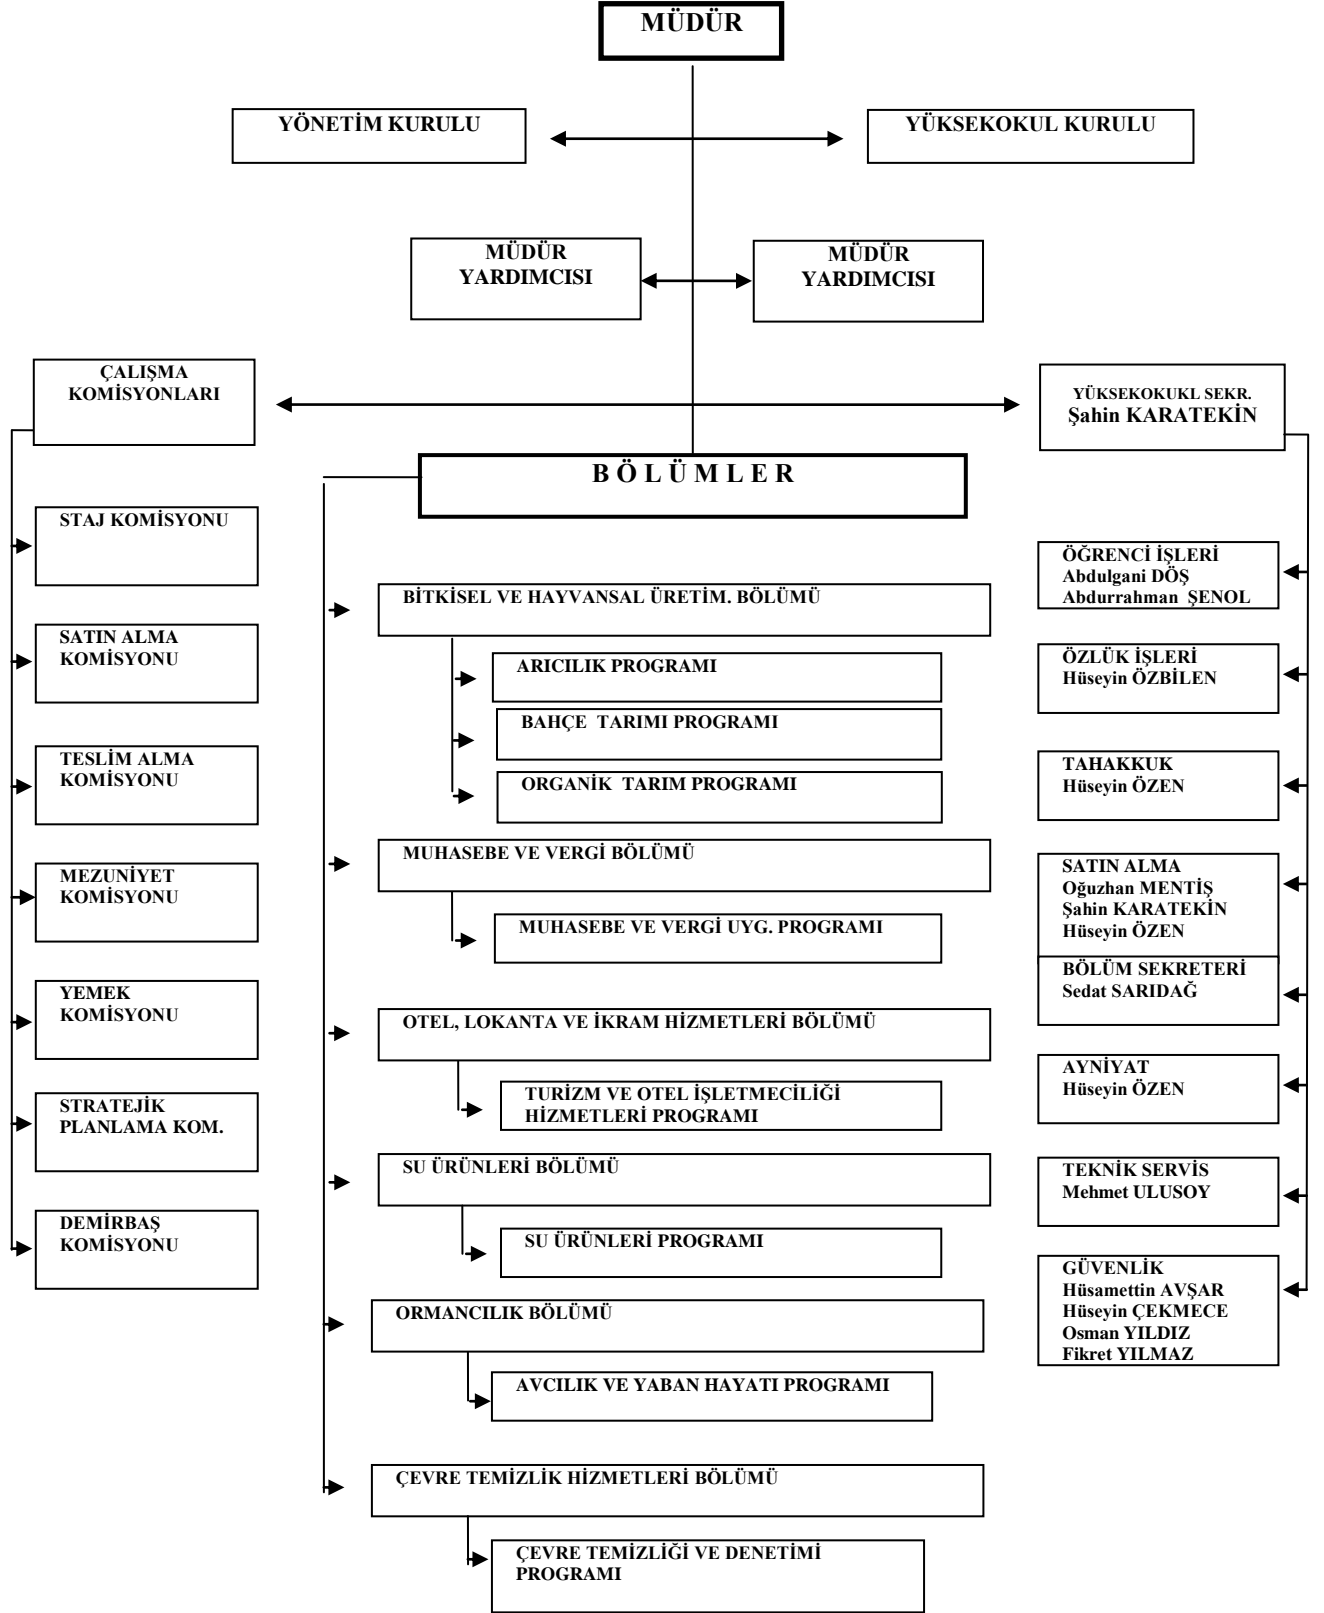 MÜDÜR
YÖNETİM KURULU
YÜKSEKOKUL KURULU
MÜDÜR
YARDIMCISI
MÜDÜR
YARDIMCISI
ÇALIŞMA
KOMİSYONLARI
YÜKSEKOKUKL SEKR.
Şahin KARATEKİN
B Ö L Ü M L E R
STAJ KOMİSYONU
SATIN ALMA
KOMİSYONU
TESLİM ALMA
KOMİSYONU
MEZUNİYET
KOMİSYONU
YEMEK
KOMİSYONU
STRATEJİK
PLANLAMA KOM.
DEMİRBAŞ
KOMİSYONU
BİTKİSEL VE HAYVANSAL ÜRETİM. BÖLÜMÜ
ARICILIK PROGRAMI
BAHÇE TARIMI PROGRAMI
ORGANİK TARIM PROGRAMI
MUHASEBE VE VERGİ BÖLÜMÜ
MUHASEBE VE VERGİ UYG. PROGRAMI
OTEL, LOKANTA VE İKRAM HİZMETLERİ BÖLÜMÜ
TURİZM VE OTEL İŞLETMECİLİĞİ
HİZMETLERİ PROGRAMI
SU ÜRÜNLERİ BÖLÜMÜ
SU ÜRÜNLERİ PROGRAMI
ORMANCILIK BÖLÜMÜ
AVCILIK VE YABAN HAYATI PROGRAMI
ÇEVRE TEMİZLİK HİZMETLERİ BÖLÜMÜ
ÇEVRE TEMİZLİĞİ VE DENETİMİ
PROGRAMI
ÖĞRENCİ İŞLERİ
Abdulgani DÖŞ
Abdurrahman ŞENOL
ÖZLÜK İŞLERİ
Hüseyin ÖZBİLEN
TAHAKKUK
Hüseyin ÖZEN
SATIN ALMA
Oğuzhan MENTİŞ
Şahin KARATEKİN
Hüseyin ÖZEN
BÖLÜM SEKRETERİ
Sedat SARIDAĞ
AYNİYAT
Hüseyin ÖZEN
TEKNİK SERVİS
Mehmet ULUSOY
GÜVENLİK
Hüsamettin AVŞAR
Hüseyin ÇEKMECE
Osman YILDIZ
Fikret YILMAZ